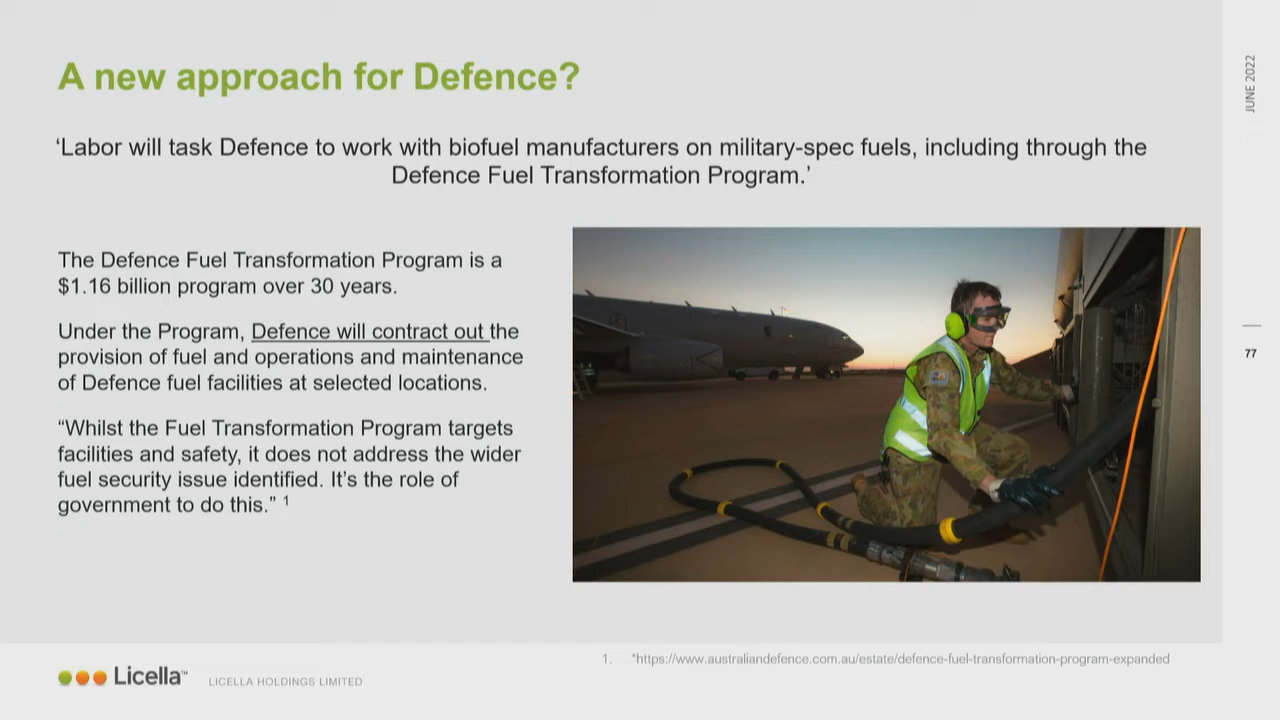 A new approach for Defence?
‘Labor will task Defence to work with biofuel manufacturers on military-spec fuels, including through the
Defence Fuel Transformation Program.’
The Defence Fuel Transformation Program is a
$1.16 billion program over 30 years.
Under the Program, Defence will contract out the
provision of fuel and operations and maintenance
of Defence fuel facilities at selected locations.
“Whilst the Fuel Transformation Program targets
facilities and safety, it does not address the wider
fuel security issue identified. It’s the role of
government to do this.” 1
JUNE 2022
77
1. *https://www.australiandefence.com.au/estate/defence-fuel-transformation-program-expanded
Licella™
LICELLA HOLDINGS LIMITED